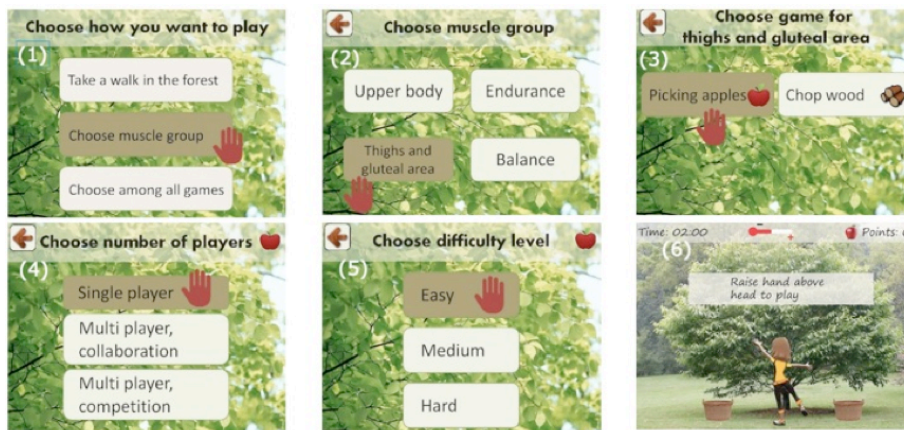 Choose how you want to play
(1)
Take a walk in the forest
Choose muscle group
Choose among all games
Choose muscle group
(2)
Upper body
Endurance
Thighs and
gluteal area
Balance
Choose game for
thighs and gluteal area
(3)
Picking apples
Chop wood
Choose number of players
(4)
Single player
Multi player,
collaboration
Multi player,
competition
Choose difficulty level
(5)
Easy
Medium
Hard
Time: 02.00
Points:
(6)
Raise hand above
head to play